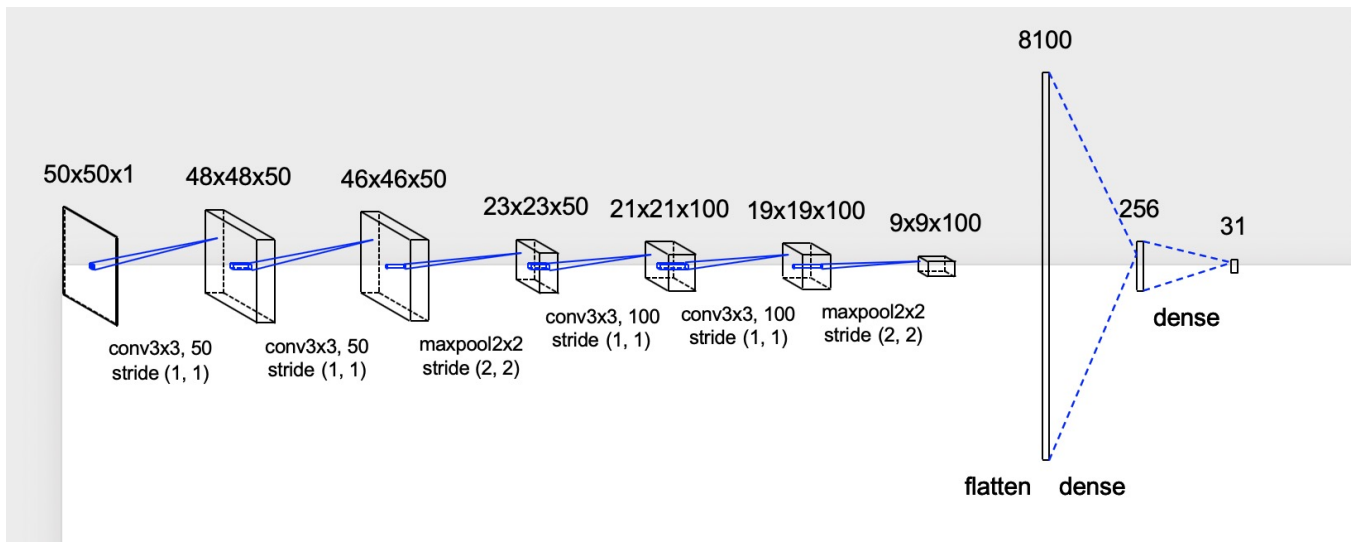 8100
50x50x1
48x48x50
46x46x50
23x23x50
21x21x100
19x19x100
9x9x100
256
31
conv3x3, 50
stride (1, 1)
conv3x3, 50
stride (1, 1)
maxpool2x2
stride (2, 2)
conv3x3, 100
stride (1, 1)
conv3x3, 100
stride (1, 1)
maxpool2x2
stride (2, 2)
dense
flatten
dense